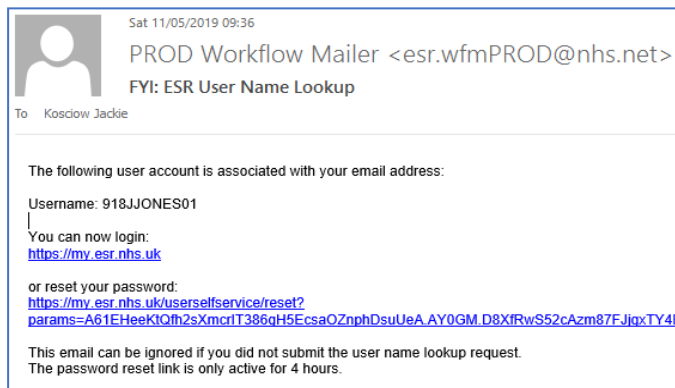 Sat 11/05/2019 09:36
PROD Workflow Mailer <esr.wfmPROD@nhs.net>
FYI: ESR User Name Lookup
To Kosciow Jackie
The following user account is associated with your email address:
Username: 918JJONES01
You can now login:
https://my.esr.nhs.uk
or reset your password:
https://my.esr.nhs.uk/userselfservice/reset?
This email can be ignored if you did not submit the user name lookup request.
The password reset link is only active for 4 hours.